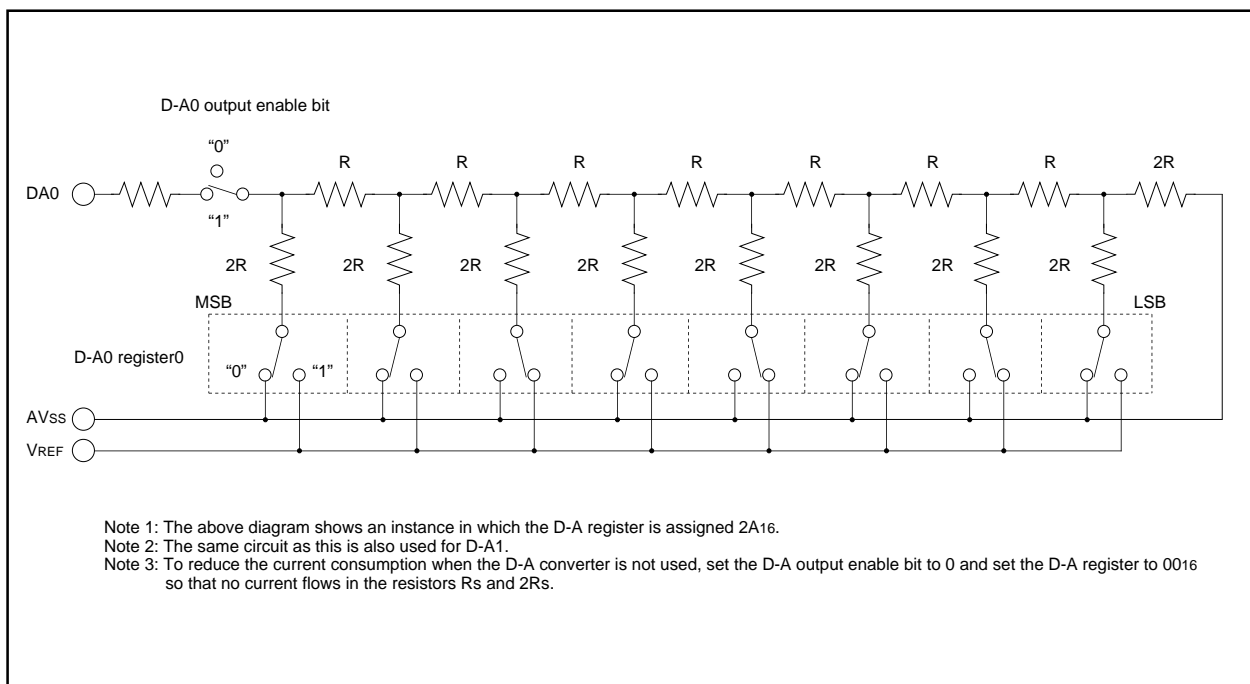 D-A0 output enable bit
“0”
R R R R R R R 2R
DA0
“1”
2R 2R 2R 2R 2R 2R 2R 2R
MSB LSB
D-A0 register0
“0” “1”
AVSS
VREF
Note 1: The above diagram shows an instance in which the D-A register is assigned 2A16.
Note 2: The same circuit as this is also used for D-A1.
Note 3: To reduce the current consumption when the D-A converter is not used, set the D-A output enable bit to 0 and set the D-A register to 0016
so that no current flows in the resistors Rs and 2Rs.